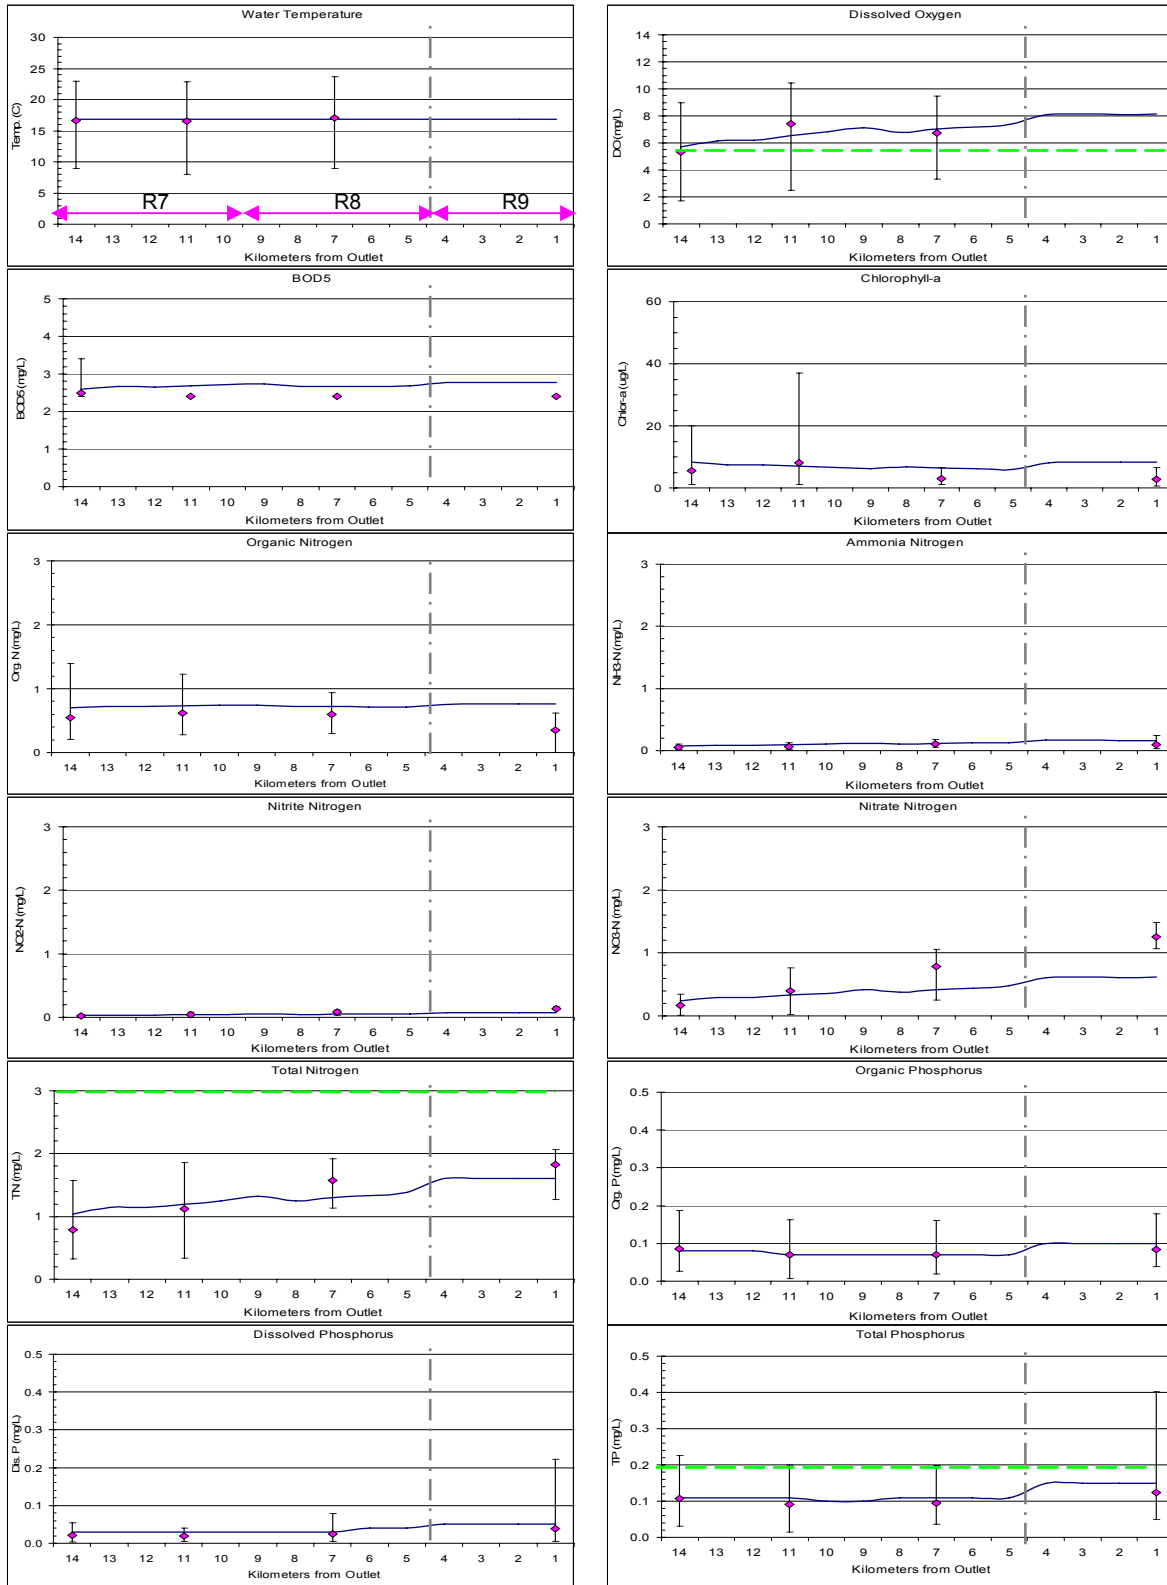 Water Temperature
30
25
20
15
10
5
0
Temp. (C)
R7 R8 R9
14 13 12 11 10 9 8 7 6 5 4 3 2 1
Kilometers from Outlet
Dissolved Oxygen
14
12
10
8
6
4
2
0
DO (mg/L)
14 13 12 11 10 9 8 7 6 5 4 3 2 1
Kilometers from Outlet
BOD5
5
4
3
2
1
0
BOD5 (mg/L)
14 13 12 11 10 9 8 7 6 5 4 3 2 1
Kilometers from Outlet
Chlorophyll-a
60
40
20
0
Chlor-a (ug/L)
14 13 12 11 10 9 8 7 6 5 4 3 2 1
Kilometers from Outlet
Organic Nitrogen
3
2
1
0
Org. N (mg/L)
14 13 12 11 10 9 8 7 6 5 4 3 2 1
Kilometers from Outlet
Ammonia Nitrogen
3
2
1
0
NH3-N (mg/L)
14 13 12 11 10 9 8 7 6 5 4 3 2 1
Kilometers from Outlet
Nitrite Nitrogen
3
2
1
0
NO2-N (mg/L)
14 13 12 11 10 9 8 7 6 5 4 3 2 1
Kilometers from Outlet
Nitrate Nitrogen
3
2
1
0
NO3-N (mg/L)
14 13 12 11 10 9 8 7 6 5 4 3 2 1
Kilometers from Outlet
Total Nitrogen
3
2
1
0
TN (mg/L)
14 13 12 11 10 9 8 7 6 5 4 3 2 1
Kilometers from Outlet
Organic Phosphorus
0.5
0.4
0.3
0.2
0.1
0.0
Org. P (mg/L)
14 13 12 11 10 9 8 7 6 5 4 3 2 1
Kilometers from Outlet
Dissolved Phosphorus
0.5
0.4
0.3
0.2
0.1
0.0
Dis. P (mg/L)
14 13 12 11 10 9 8 7 6 5 4 3 2 1
Kilometers from Outlet
Total Phosphorus
0.5
0.4
0.3
0.2
0.1
0.0
TP (mg/L)
14 13 12 11 10 9 8 7 6 5 4 3 2 1
Kilometers from Outlet